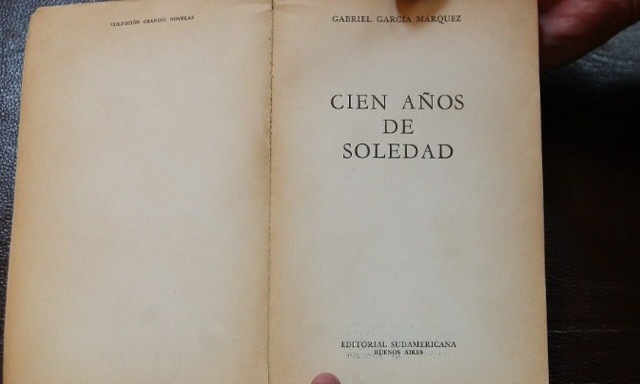 COLECCIÓN GRANDES NOVELAS
GABRIEL GARCÍA MÁRQUEZ
CIEN AÑOS
DE
SOLEDAD
EDITORIAL SUDAMERICANA
BUENOS AIRES